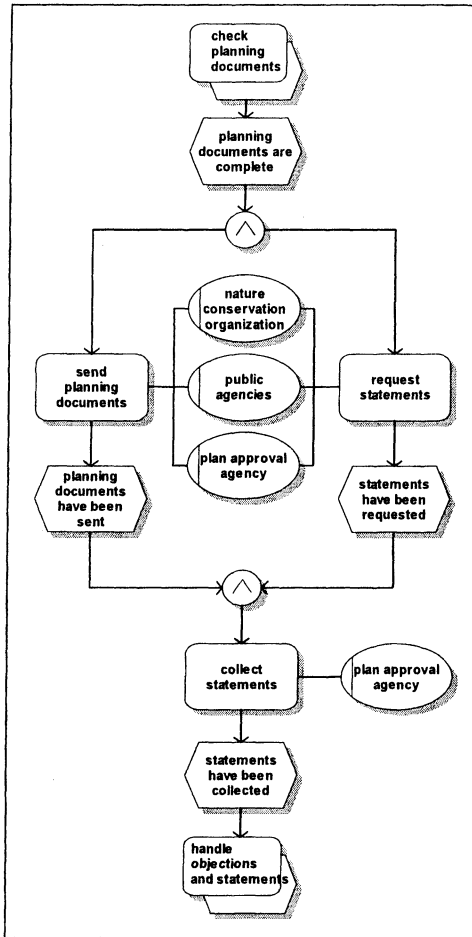 check
planning
documents
planning
documents are
complete
nature
conservation
organization
send
planning
documents
public
agencies
request
statements
plan approval
agency
planning
documents
have been
sent
statements
have been
requested
collect
statements
plan approval
agency
statements
have been
collected
handle
objections
and statements